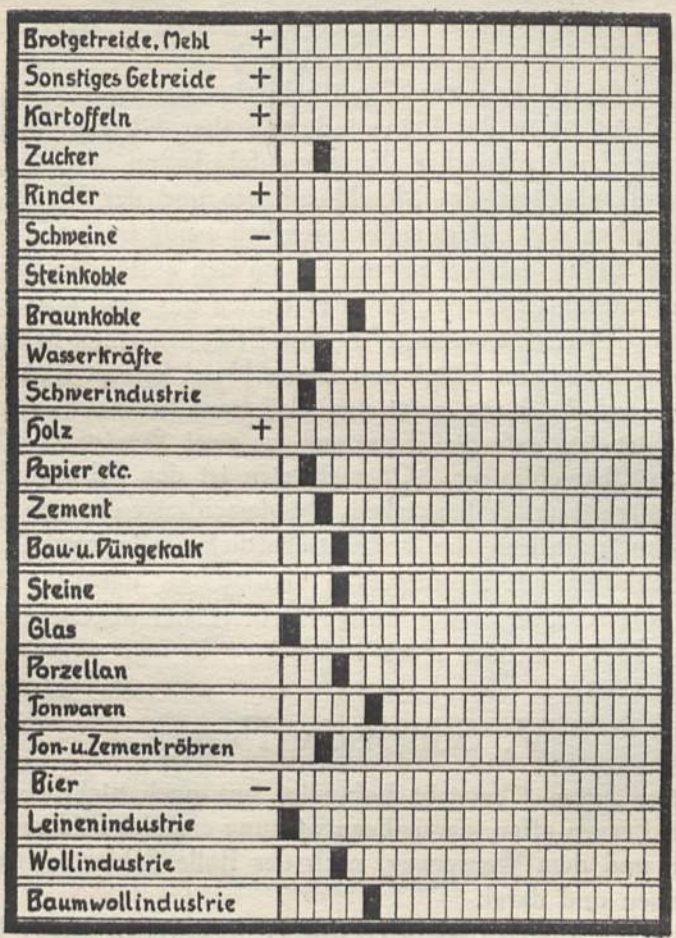 Brotgetreide, Mehl +
Sonstiges Getreide +
Kartoffeln +
Zucker
Rinder +
Schweine –
Steinkohle
Braunkohle
Wasserkräfte
Schwerindustrie
Holz +
Papier etc.
Zement
Bau- u. Düngekalk
Steine
Glas
Porzellan
Tonwaren
Ton- u. Zementröhren
Bier –
Leinenindustrie
Wollindustrie
Baumwollindustrie